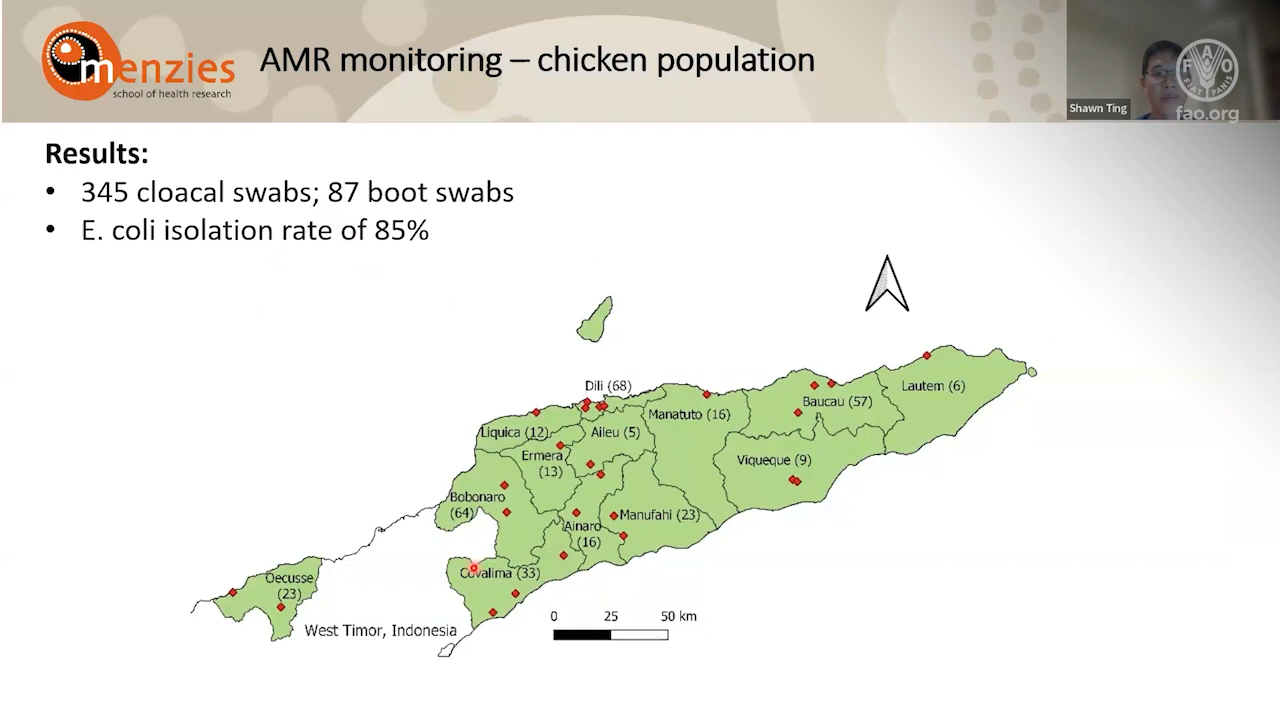 menzies
school of health research
AMR monitoring – chicken population
FAO
FIAT PANIS
Shawn Ting
fao.org
Results:
• 345 cloacal swabs; 87 boot swabs
• E. coli isolation rate of 85%
Dili (68)
Lautem (6)
Baucau (57)
Manatuto (16)
Liquica (12)
Aileu (5)
Ermera
(13)
Viqueque (9)
Bobonaro
(64)
Manufahi (23)
Ainaro
(16)
Covalima (33)
Oecusse
(23)
0 25 50 km
West Timor, Indonesia